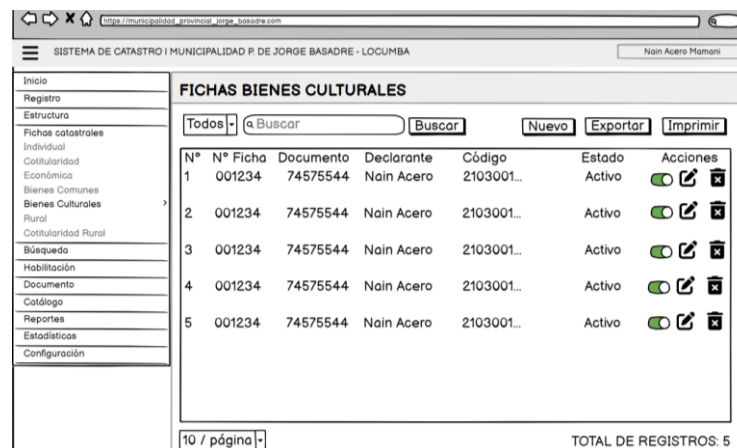 https://municipalidad_provincial_jorge_basadre.com
SISTEMA DE CATASTRO I MUNICIPALIDAD P. DE JORGE BASADRE - LOCUMBA
Nain Acero Mamani
Inicio
Registro
Estructura
Fichas catastrales
Individual
Cotitularidad
Económica
Bienes Comunes
Bienes Culturales
Rural
Cotitularidad Rural
Búsqueda
Habilitación
Documento
Catálogo
Reportes
Estadísticas
Configuración
FICHAS BIENES CULTURALES
Todos Buscar Buscar Nuevo Exportar Imprimir
N° N° Ficha Documento Declarante Código Estado Acciones
1 001234 74575544 Nain Acero 2103001... Activo
2 001234 74575544 Nain Acero 2103001... Activo
3 001234 74575544 Nain Acero 2103001... Activo
4 001234 74575544 Nain Acero 2103001... Activo
5 001234 74575544 Nain Acero 2103001... Activo
10 / página TOTAL DE REGISTROS: 5